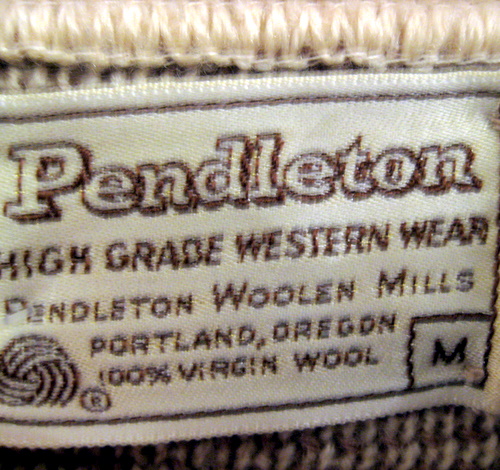 Pendleton
HIGH GRADE WESTERN WEAR
PENDLETON WOOLEN MILLS
PORTLAND, OREGON
100% VIRGIN WOOL
M
®